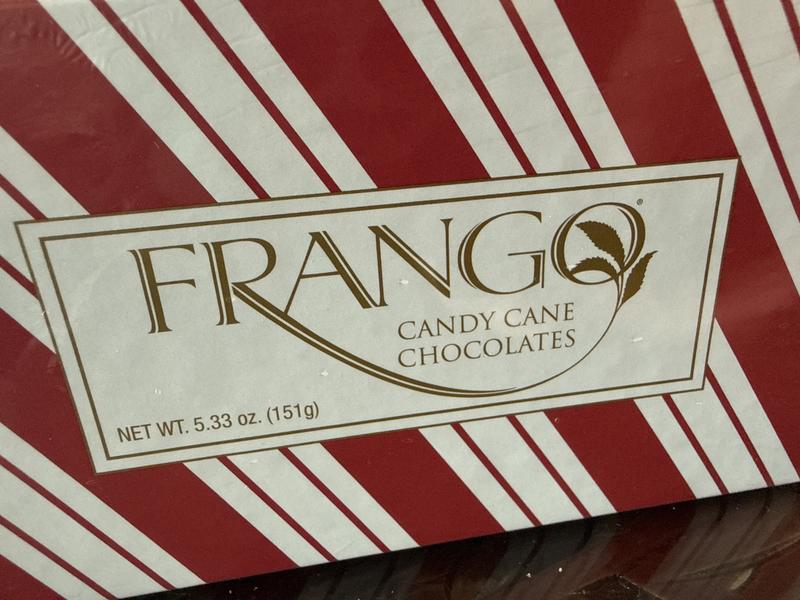 FRANGO®
CANDY CANE
CHOCOLATES
NET WT. 5.33 oz. (151g)